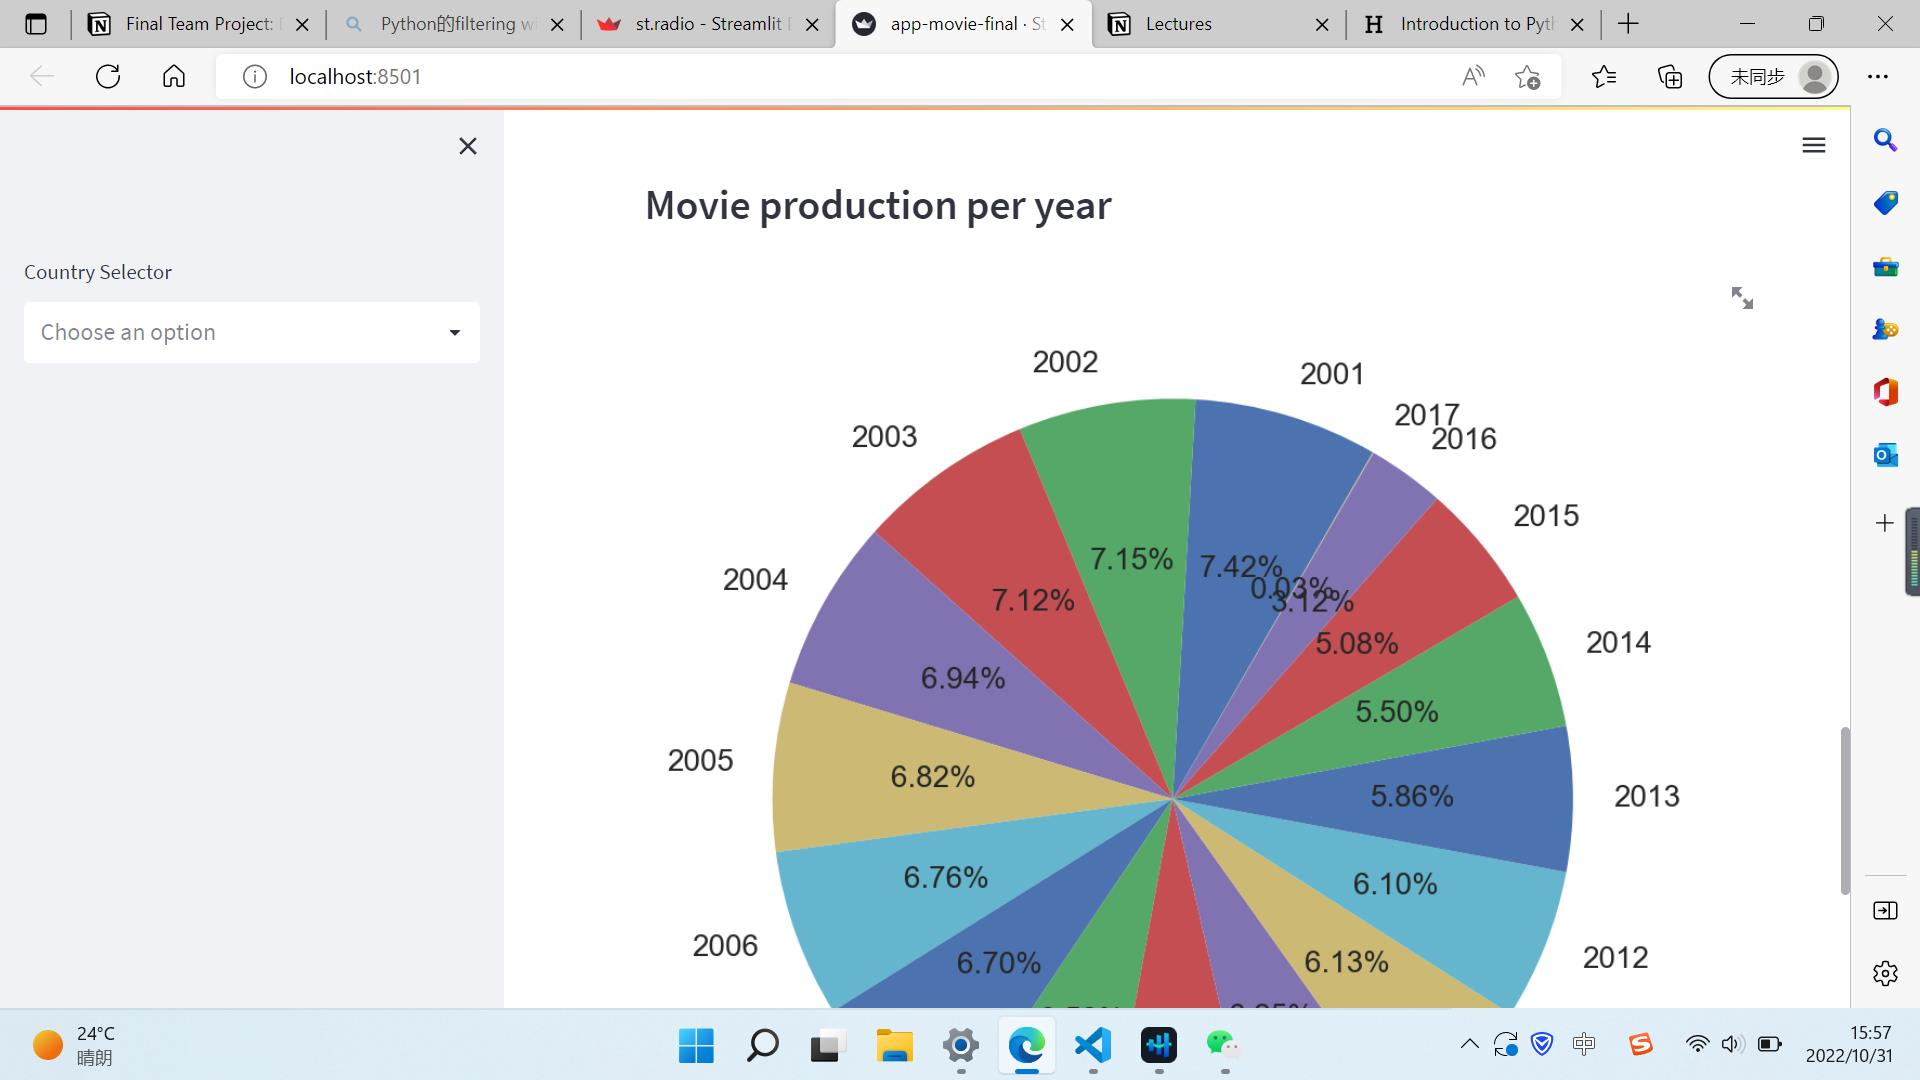 Final Team Project:
Python的filtering wi
st.radio - Streamlit
app-movie-final · St
Lectures
Introduction to Pyth
localhost:8501
未同步
Movie production per year
Country Selector
Choose an option
2002
2001
2017
2016
2003
2015
2004
2014
2005
2013
2006
2012
7.15%
7.42%
0.03%
3.12%
7.12%
5.08%
6.94%
5.50%
6.82%
5.86%
6.76%
6.10%
6.70%
6.13%
24°C
晴朗
中
15:57
2022/10/31